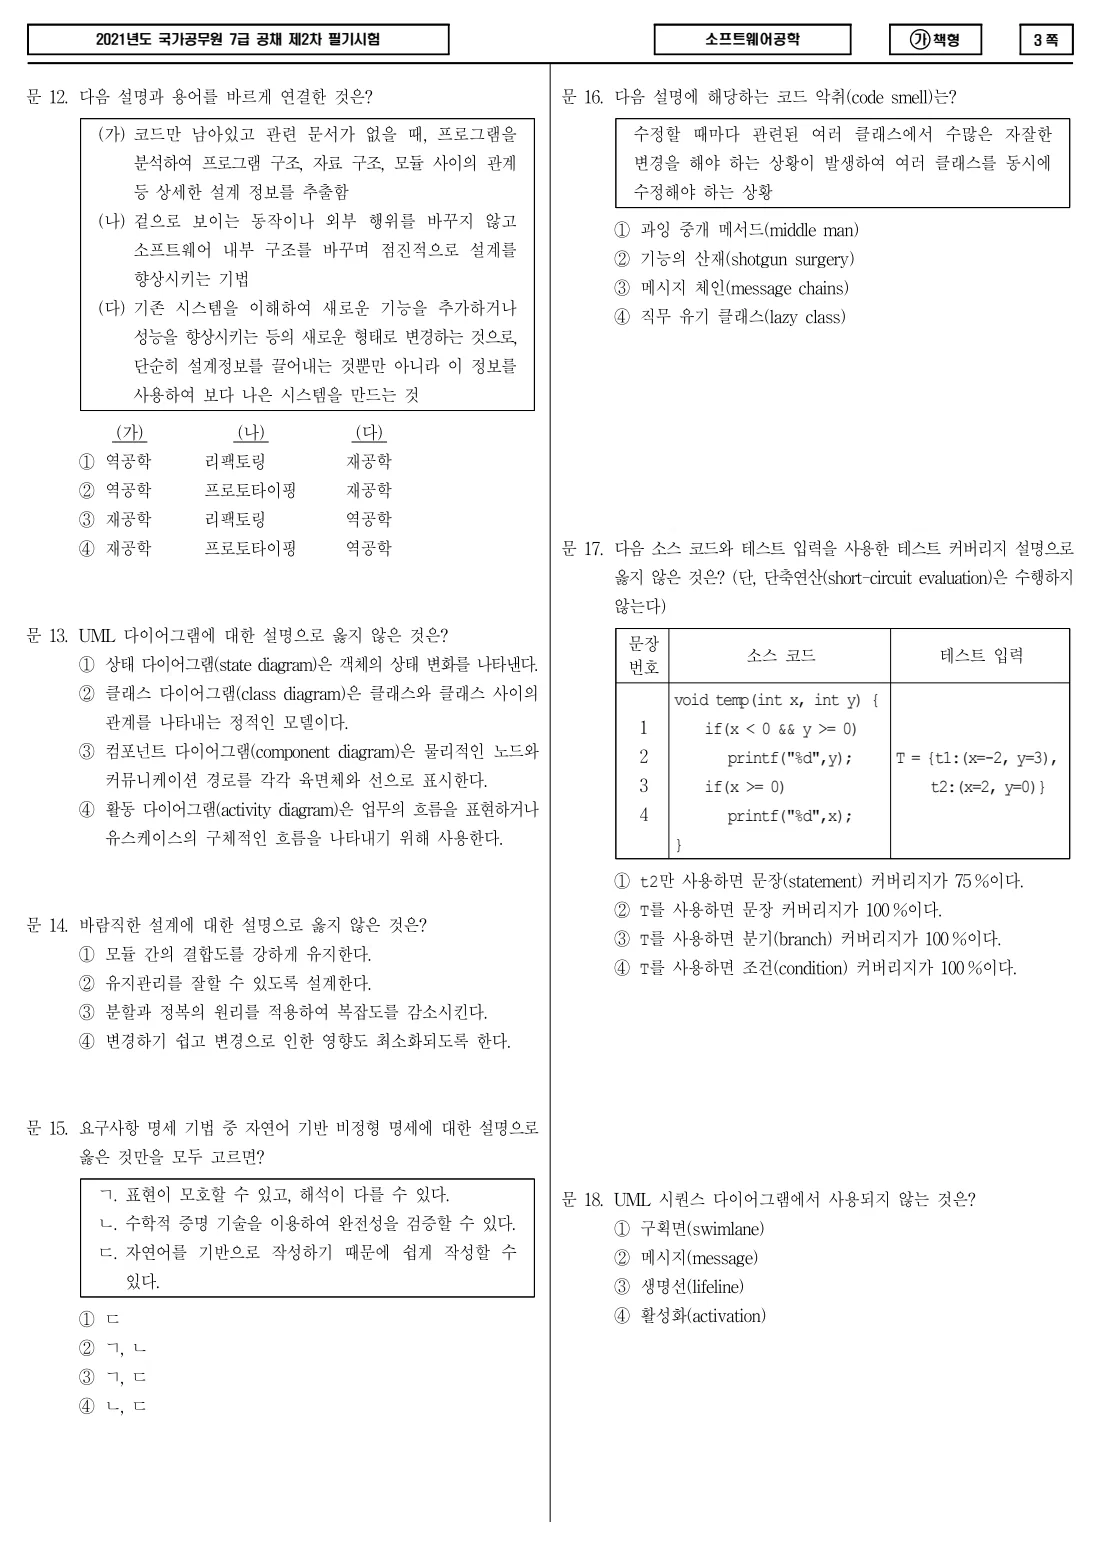 2021년도 국가공무원 7급 공채 제2차 필기시험
소프트웨어공학
㉮책형
3 쪽
문 12. 다음 설명과 용어를 바르게 연결한 것은?
(가) 코드만 남아있고 관련 문서가 없을 때, 프로그램을
분석하여 프로그램 구조, 자료 구조, 모듈 사이의 관계
등 상세한 설계 정보를 추출함
(나) 겉으로 보이는 동작이나 외부 행위를 바꾸지 않고
소프트웨어 내부 구조를 바꾸며 점진적으로 설계를
향상시키는 기법
(다) 기존 시스템을 이해하여 새로운 기능을 추가하거나
성능을 향상시키는 등의 새로운 형태로 변경하는 것으로,
단순히 설계정보를 끌어내는 것뿐만 아니라 이 정보를
사용하여 보다 나은 시스템을 만드는 것
(가) (나) (다)
① 역공학 리팩토링 재공학
② 역공학 프로토타이핑 재공학
③ 재공학 리팩토링 역공학
④ 재공학 프로토타이핑 역공학
문 13. UML 다이어그램에 대한 설명으로 옳지 않은 것은?
① 상태 다이어그램(state diagram)은 객체의 상태 변화를 나타낸다.
② 클래스 다이어그램(class diagram)은 클래스와 클래스 사이의
관계를 나타내는 정적인 모델이다.
③ 컴포넌트 다이어그램(component diagram)은 물리적인 노드와
커뮤니케이션 경로를 각각 육면체와 선으로 표시한다.
④ 활동 다이어그램(activity diagram)은 업무의 흐름을 표현하거나
유스케이스의 구체적인 흐름을 나타내기 위해 사용한다.
문 14. 바람직한 설계에 대한 설명으로 옳지 않은 것은?
① 모듈 간의 결합도를 강하게 유지한다.
② 유지관리를 잘할 수 있도록 설계한다.
③ 분할과 정복의 원리를 적용하여 복잡도를 감소시킨다.
④ 변경하기 쉽고 변경으로 인한 영향도 최소화되도록 한다.
문 15. 요구사항 명세 기법 중 자연어 기반 비정형 명세에 대한 설명으로
옳은 것만을 모두 고르면?
ㄱ. 표현이 모호할 수 있고, 해석이 다를 수 있다.
ㄴ. 수학적 증명 기술을 이용하여 완전성을 검증할 수 있다.
ㄷ. 자연어를 기반으로 작성하기 때문에 쉽게 작성할 수
있다.
① ㄷ
② ㄱ, ㄴ
③ ㄱ, ㄷ
④ ㄴ, ㄷ
문 16. 다음 설명에 해당하는 코드 악취(code smell)는?
수정할 때마다 관련된 여러 클래스에서 수많은 자잘한
변경을 해야 하는 상황이 발생하여 여러 클래스를 동시에
수정해야 하는 상황
① 과잉 중개 메서드(middle man)
② 기능의 산재(shotgun surgery)
③ 메시지 체인(message chains)
④ 직무 유기 클래스(lazy class)
문 17. 다음 소스 코드와 테스트 입력을 사용한 테스트 커버리지 설명으로
옳지 않은 것은? (단, 단축연산(short-circuit evaluation)은 수행하지
않는다)
문장
번호
소스 코드
테스트 입력
void temp(int x, int y) {
1 if(x < 0 && y >= 0)
2 printf("%d",y); T = {t1:(x=-2, y=3),
3 if(x >= 0) t2:(x=2, y=0)}
4 printf("%d",x);
}
① t2만 사용하면 문장(statement) 커버리지가 75 %이다.
② T를 사용하면 문장 커버리지가 100 %이다.
③ T를 사용하면 분기(branch) 커버리지가 100 %이다.
④ T를 사용하면 조건(condition) 커버리지가 100 %이다.
문 18. UML 시퀀스 다이어그램에서 사용되지 않는 것은?
① 구획면(swimlane)
② 메시지(message)
③ 생명선(lifeline)
④ 활성화(activation)